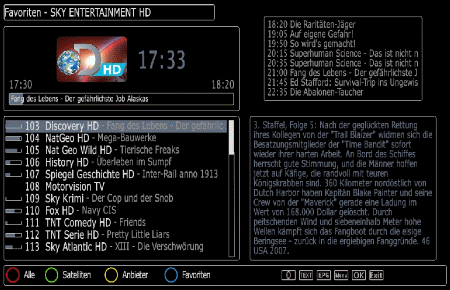 Favoriten - SKY ENTERTAINMENT HD
HD
17:33
17:30 18:20
Fang des Lebens - Der gefährlichste Job Alaskas
18:20 Die Raritäten-Jäger
19:05 Auf eigene Gefahr!
19:50 So wird's gemacht!
20:15 Superhuman Science - Das ist nicht n
20:35 Superhuman Science - Das ist nicht n
21:00 Fang des Lebens - Der gefährlichste J
21:45 Ed Stafford: Survival-Trip ins Ungewis
22:35 Die Abalonen-Taucher
103 Discovery HD - Fang des Lebens - Der gefährlic
104 NatGeo HD - Mega-Bauwerke
105 Nat Geo Wild HD - Tierische Freaks
106 History HD - Überleben im Sumpf
107 Spiegel Geschichte HD - Inter-Rail anno 1913
108 Motorvision TV
109 Sky Krimi - Der Cop und der Snob
110 Fox HD - Navy CIS
111 TNT Comedy HD - Friends
112 TNT Serie HD - Pretty Little Liars
113 Sky Atlantic HD - XIII - Die Verschwörung
3. Staffel, Folge 5: Nach der geglückten Rettung
ihres Kollegen von der "Trail Blazer" widmen sich die
Besatzungsmitglieder der "Time Bandit" sofort
wieder ihrer harten Arbeit. An Bord des Schiffes
herrscht gute Stimmung, und die Männer hoffen
jetzt auf Käfige, die randvoll mit teuren
Königskrabben sind. 360 Kilometer nordöstlich von
Dutch Harbor haben Kapitän Blake Painter und seine
Crew von der "Maverick" gerade eine Ladung im
Wert von 168.000 Dollar gelöscht. Durch
peitschenden Wind und siebeneinhalb Meter hohe
Wellen kämpft sich das Fangboot durch die eisige
Beringsee - zurück in die ergiebigen Fanggründe. 46
USA 2007.
Alle Satelliten Anbieter Favoriten 0 TEXT EPG Menu OK Exit